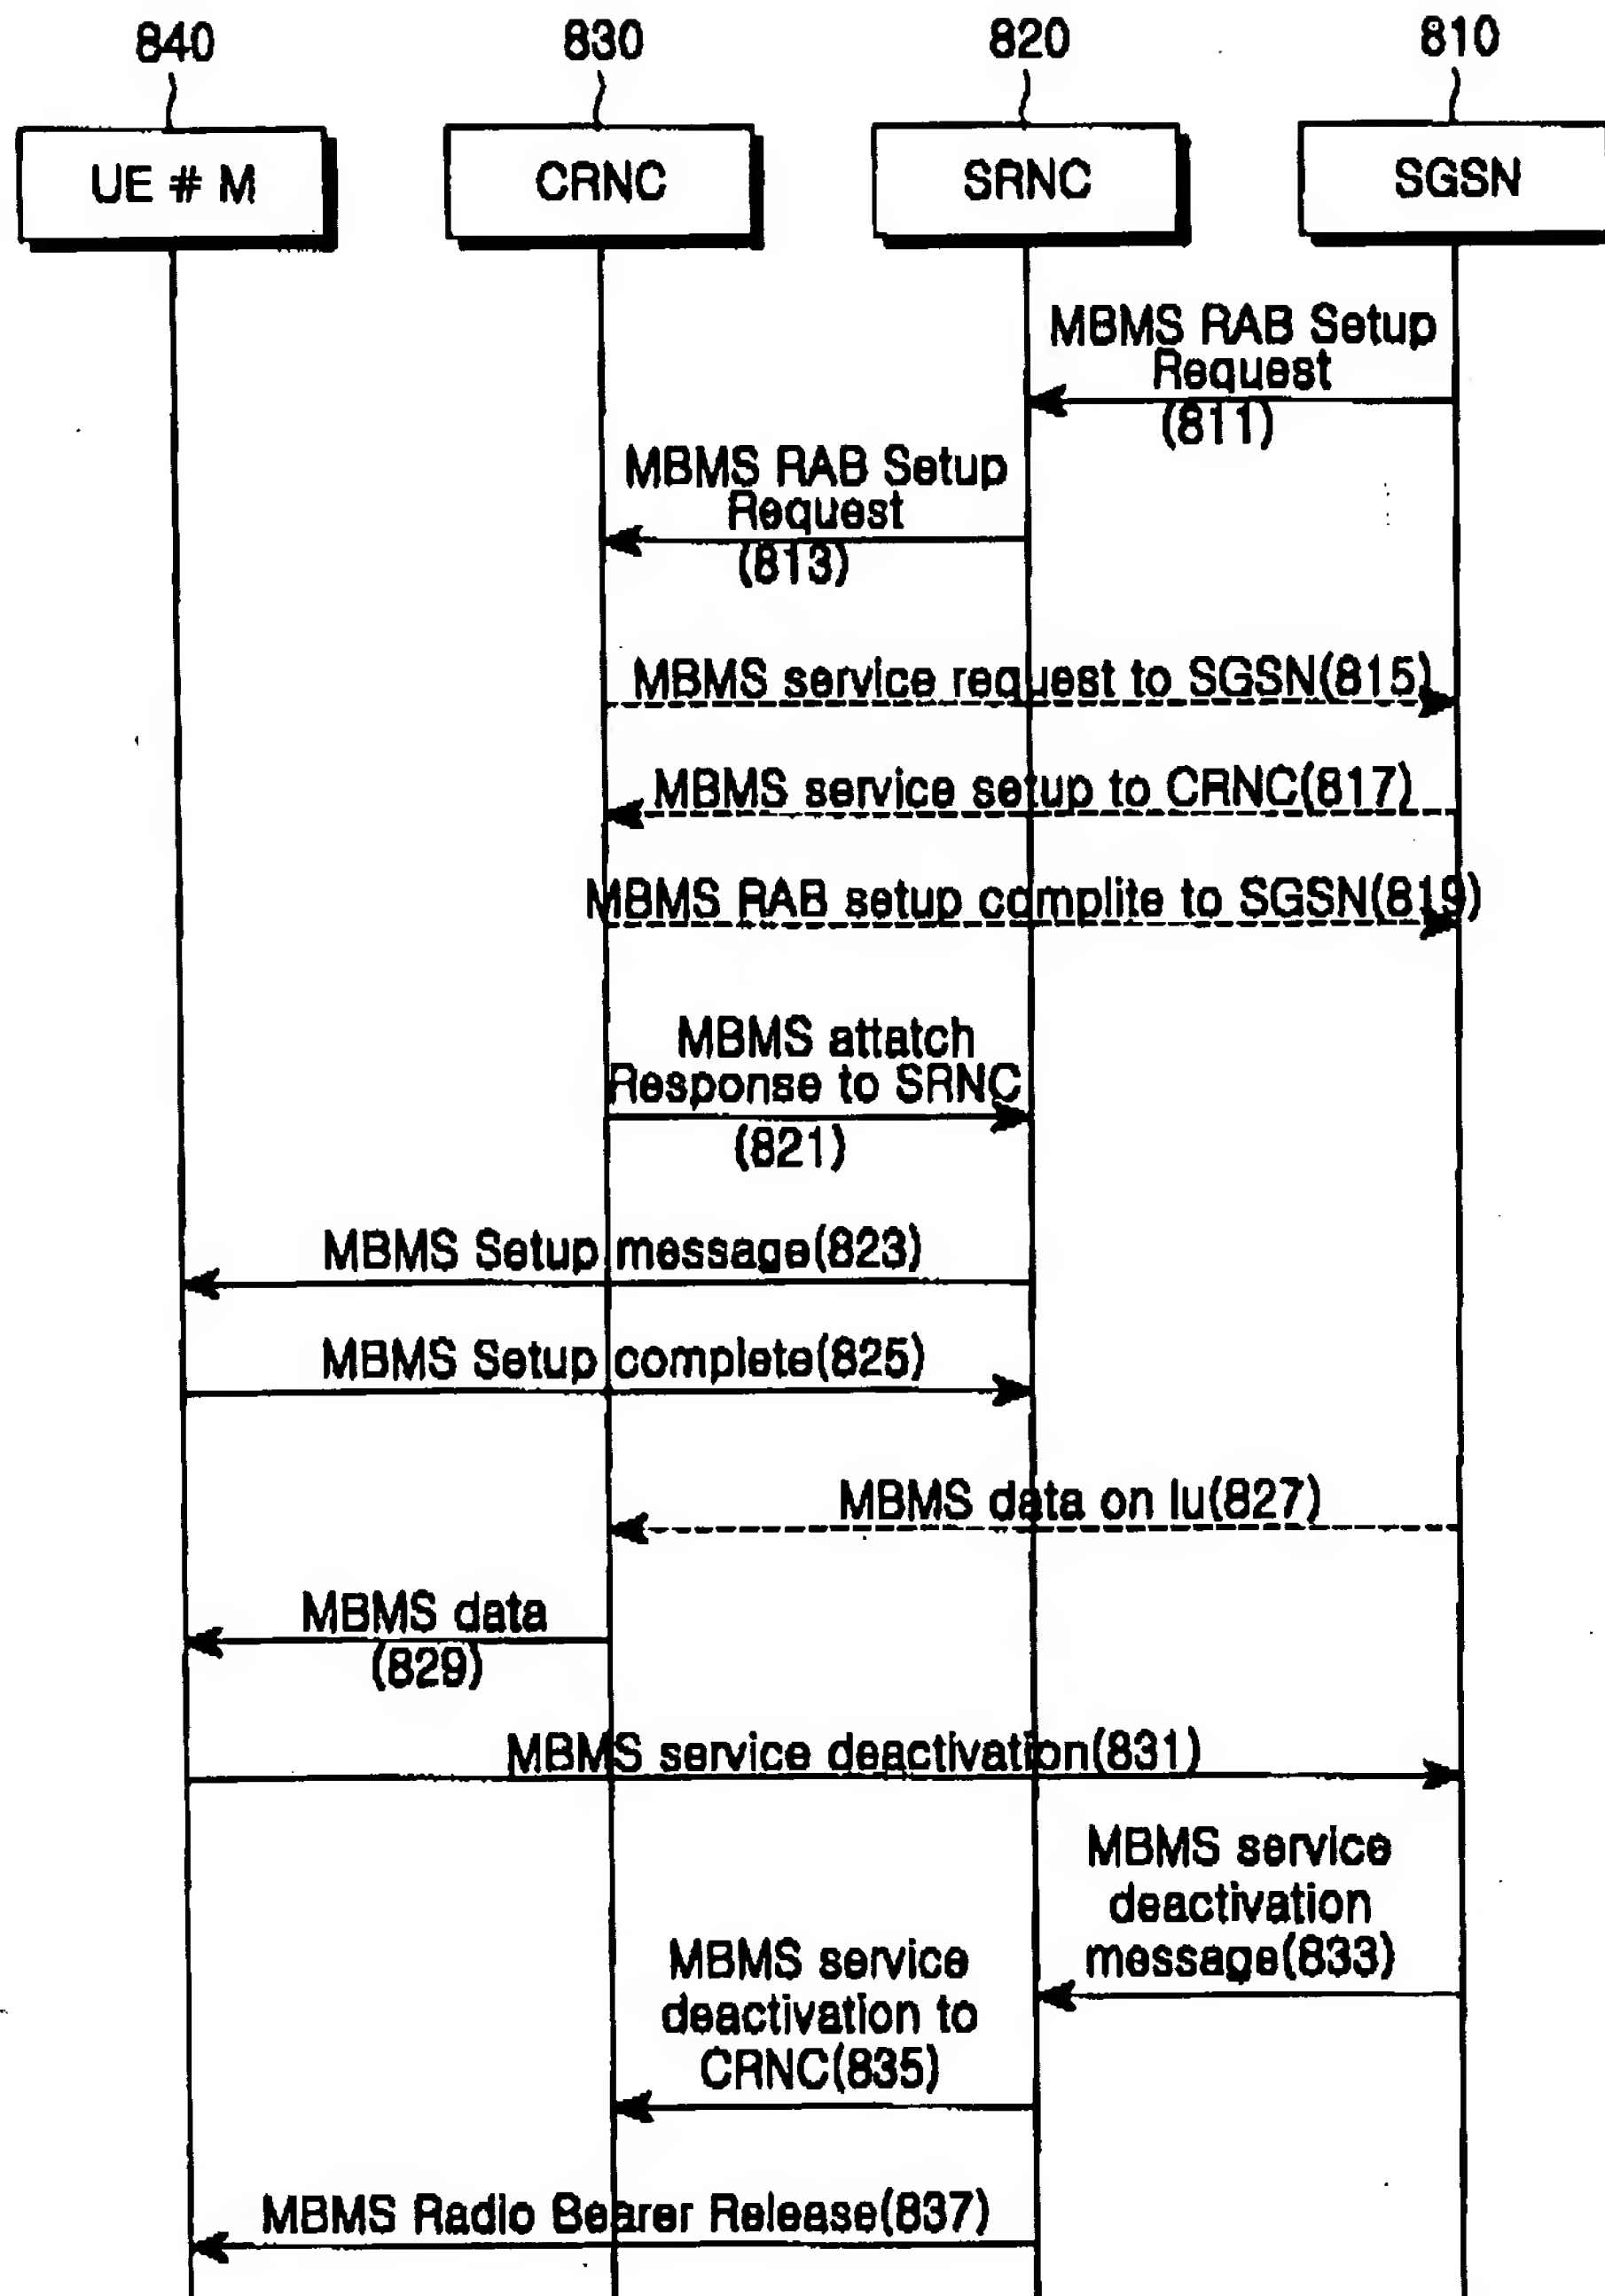 840
830
820
810
UE # M
CRNC
SRNC
SGSN
MBMS RAB Setup
Request
(811)
MBMS RAB Setup
Request
(813)
MBMS service request to SGSN(815)
MBMS service setup to CRNC(817)
MBMS RAB setup complite to SGSN(819)
MBMS attatch
Response to SRNC
(821)
MBMS Setup message(823)
MBMS Setup complete(825)
MBMS data on Iu(827)
MBMS data
(829)
MBMS service deactivation(831)
MBMS service
deactivation
message(833)
MBMS service
deactivation to
CRNC(835)
MBMS Radio Bearer Release(837)